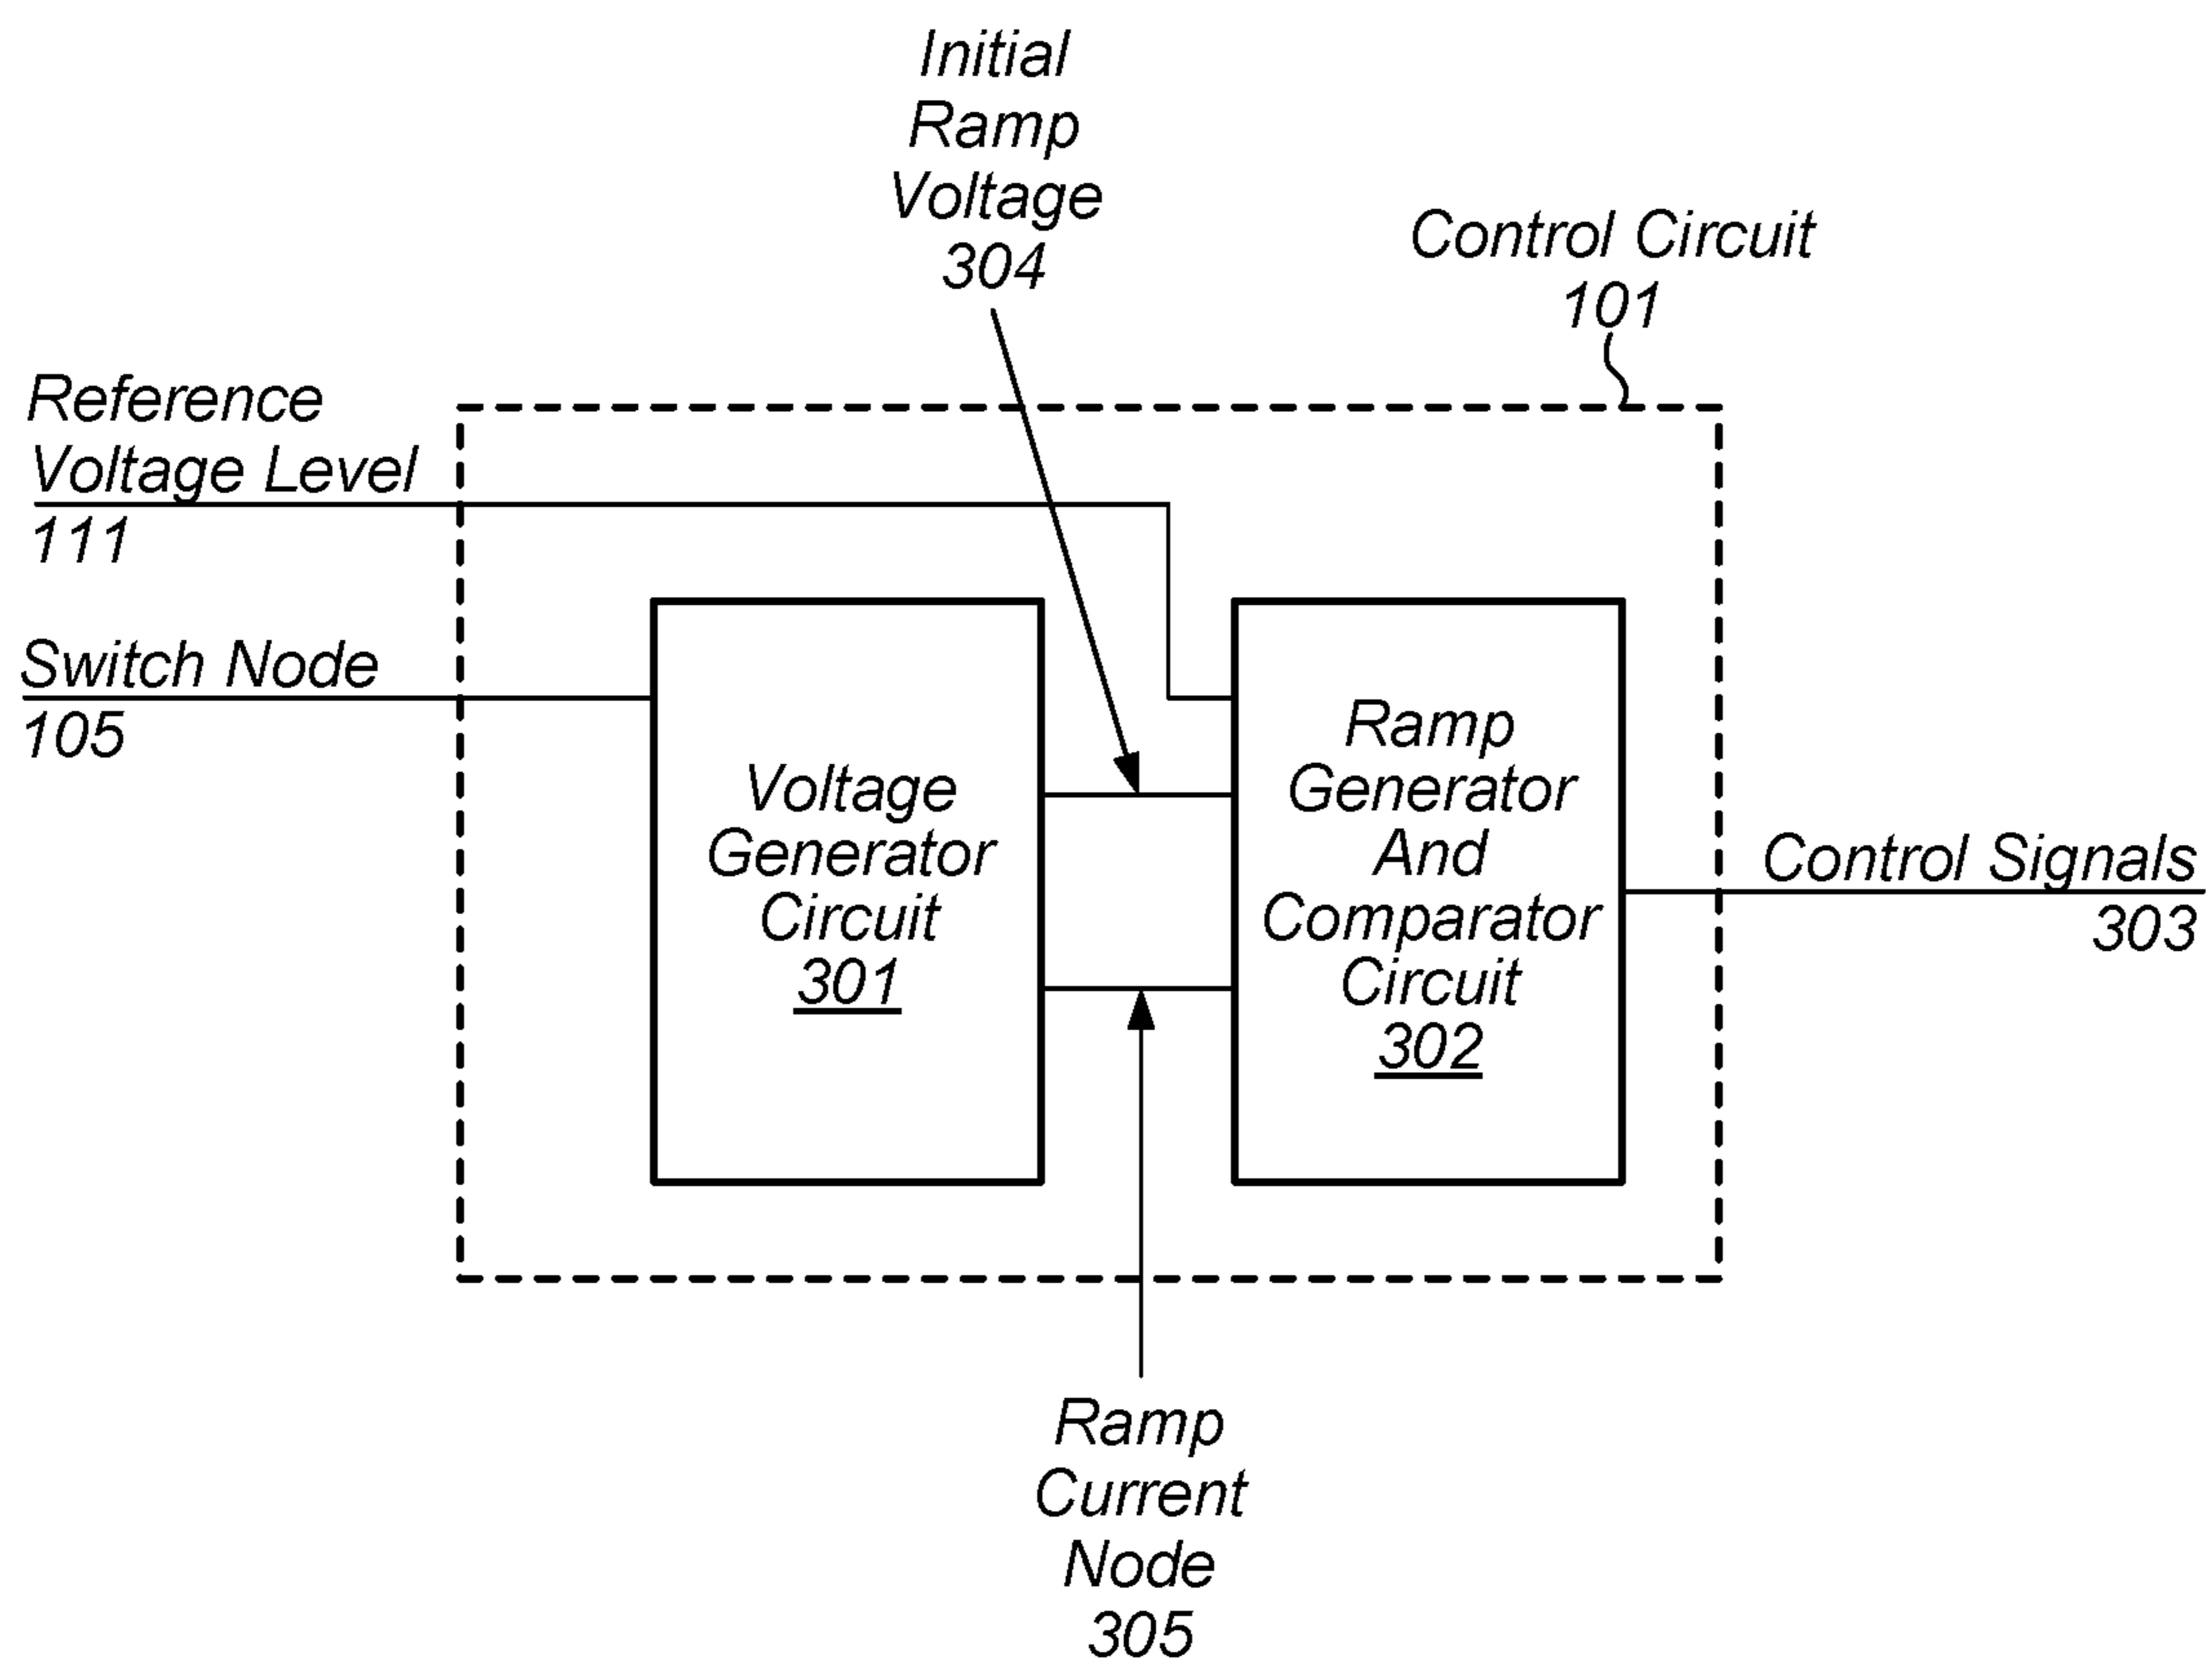 Initial
Ramp
Voltage
304
Control Circuit
101
Reference
Voltage Level
111
Switch Node
105
Voltage
Generator
Circuit
301
Ramp
Generator
And
Comparator
Circuit
302
Control Signals
303
Ramp
Current
Node
305